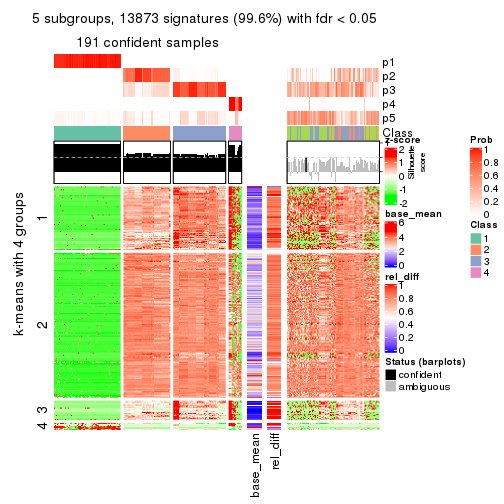 5 subgroups, 13873 signatures (99.6%) with fdr < 0.05
191 confident samples
p1
p2
p3
p4
p5
Class
Silhouette
score
k-means with 4 groups
1
2
3
4
base_mean
rel_diff
z-score
2
1
0
-1
-2
base_mean
6
4
2
0
rel_diff
1
0.8
0.6
0.4
0.2
0
Status (barplots)
confident
ambiguous
Prob
1
0.8
0.6
0.4
0.2
0
Class
1
2
3
4